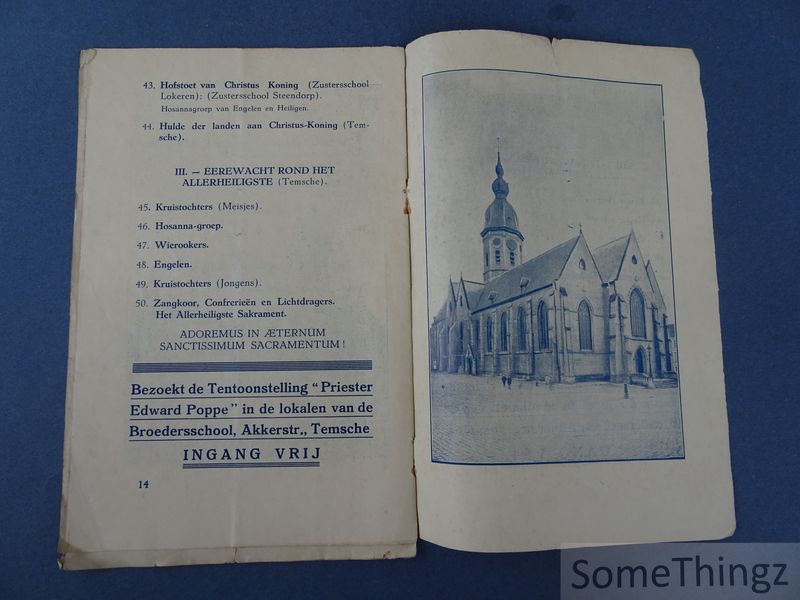 43. Hofstoet van Christus Koning (Zustersschool
Lokeren); (Zustersschool Steendorp).
Hosannagroep van Engelen en Heiligen.
44. Hulde der landen aan Christus-Koning (Tem-
sche).
III. — EEREWACHT ROND HET
ALLERHEILIGSTE (Temsche).
45. Kruistochters (Meisjes).
46. Hosanna-groep.
47. Wierookers.
48. Engelen.
49. Kruistochters (Jongens).
50. Zangkoor, Confrerieën en Lichtdragers.
Het Allerheiligste Sakrament.
ADOREMUS IN ÆTERNUM
SANCTISSIMUM SACRAMENTUM !
Bezoekt de Tentoonstelling “Priester
Edward Poppe” in de lokalen van de
Broedersschool, Akkerstr., Temsche
INGANG VRIJ
14
SomeThingz